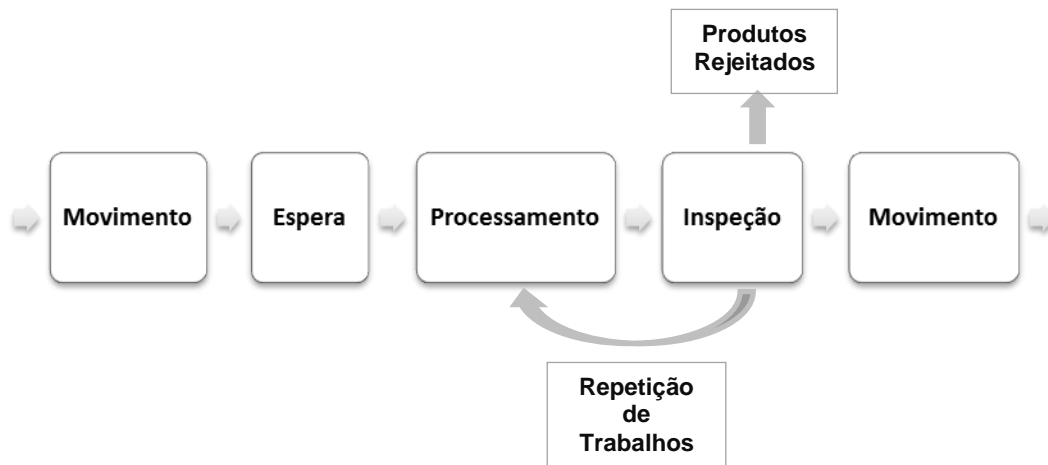 Produtos
Rejeitados
Movimento
Espera
Processamento
Inspeção
Movimento
Repetição
de
Trabalhos